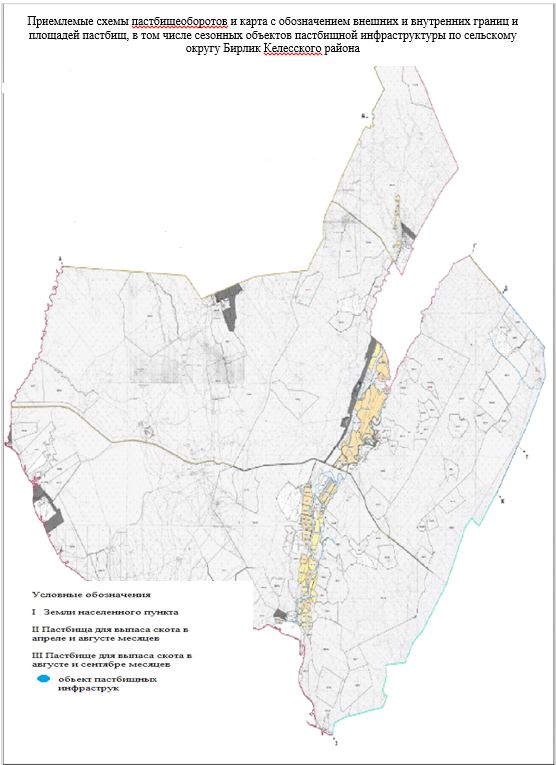 Приемлемые схемы пастбищеоборотов и карта с обозначением внешних и внутренних границ и
площадей пастбищ, в том числе сезонных объектов пастбищной инфраструктуры по сельскому
округу Бирлик Келесского района
А
Г
Д
Условные обозначения
I Земли населенного пункта
II Пастбища для выпаса скота в
апреле и августе месяцев
III Пастбище для выпаса скота в
августе и сентябре месяцев
объект пастбищных
инфраструк